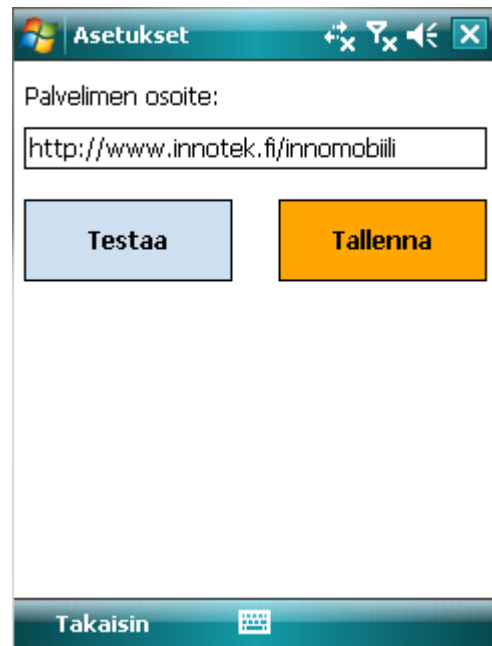 Asetukset
Palvelimen osoite:
http://www.innotek.fi/innomobiili
Testaa
Tallenna
Takaisin